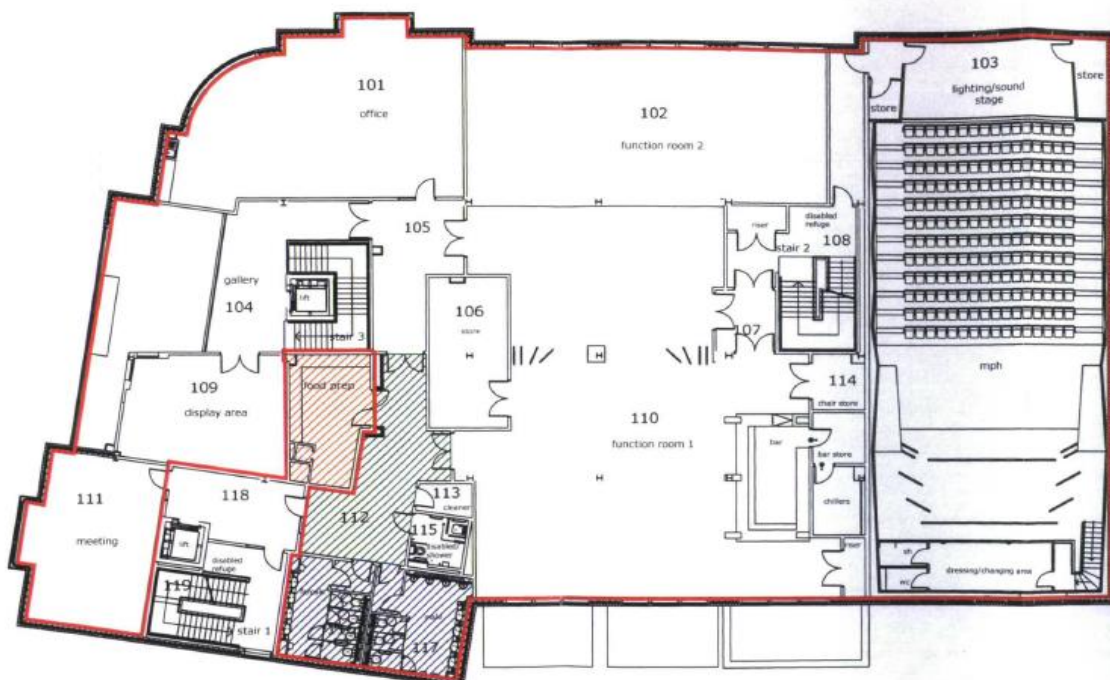 101
office
102
function room 2
103
lighting/sound
stage
store
store
105
riser
disabled
refuge
108
stair 2
gallery
104
lift
stair 3
106
store
107
mph
food prep
109
display area
114
chair store
110
function room 1
bar
bar store
chillers
111
meeting
118
lift
disabled
refuge
119
stair 1
112
113
cleaner
115
disabled/
shower
117
riser
sh
wc
dressing/changing area